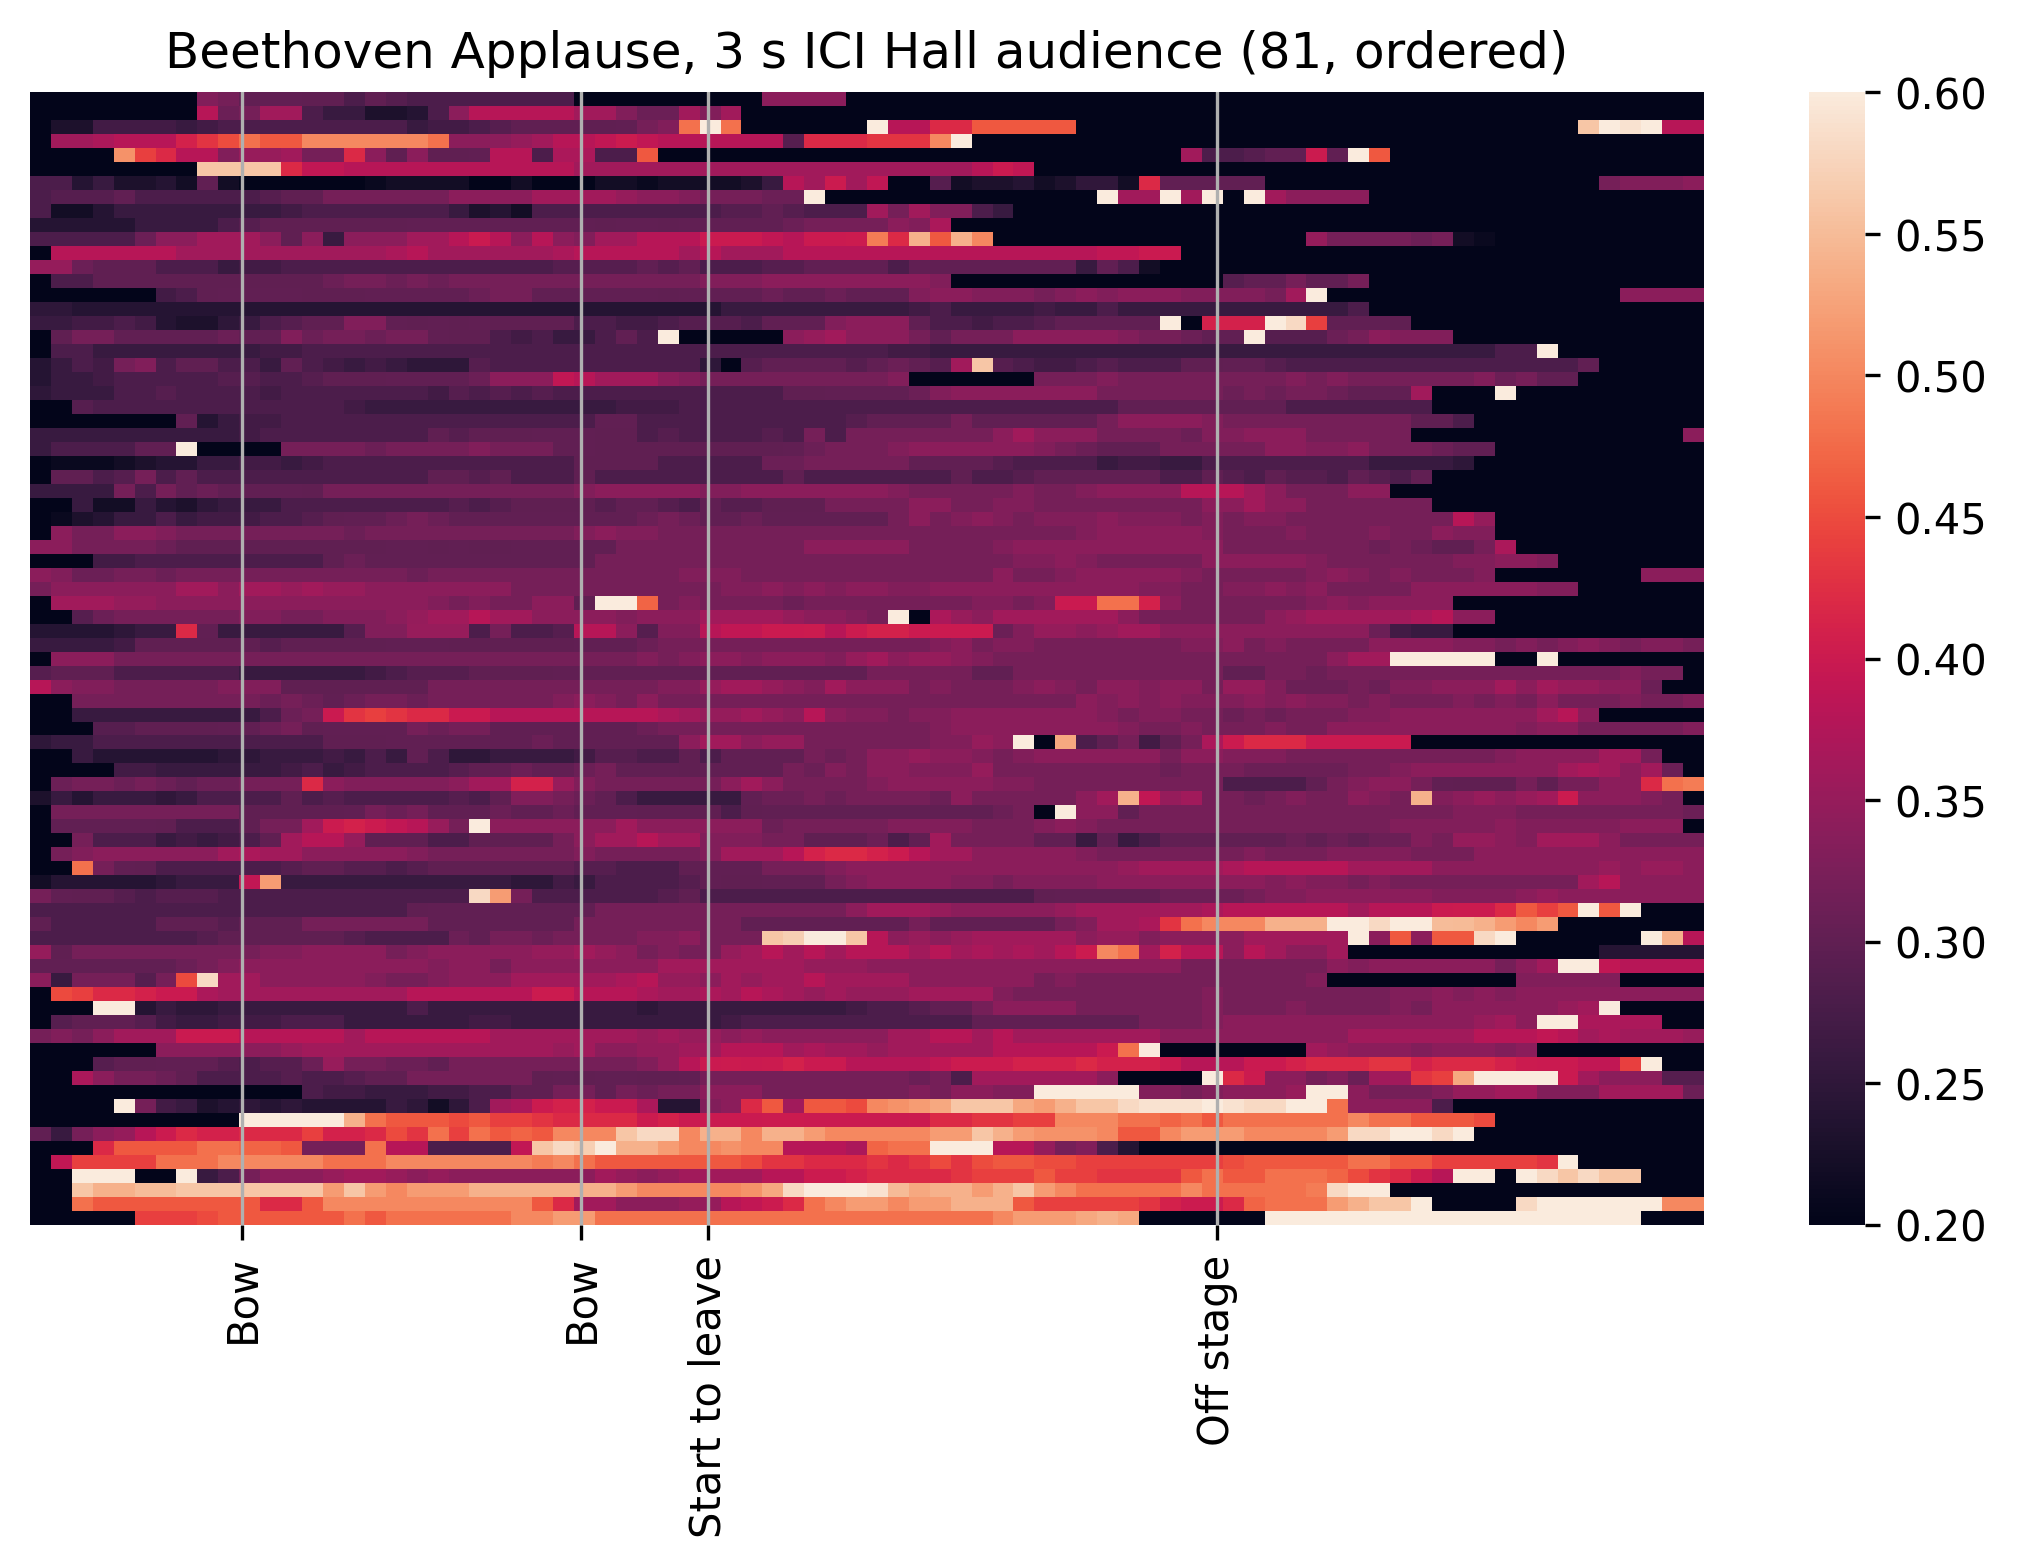 Beethoven Applause, 3 s ICI Hall audience (81, ordered)
0.60
0.55
0.50
0.45
0.40
0.35
0.30
0.25
0.20
Bow
Bow
Start to leave
Off stage